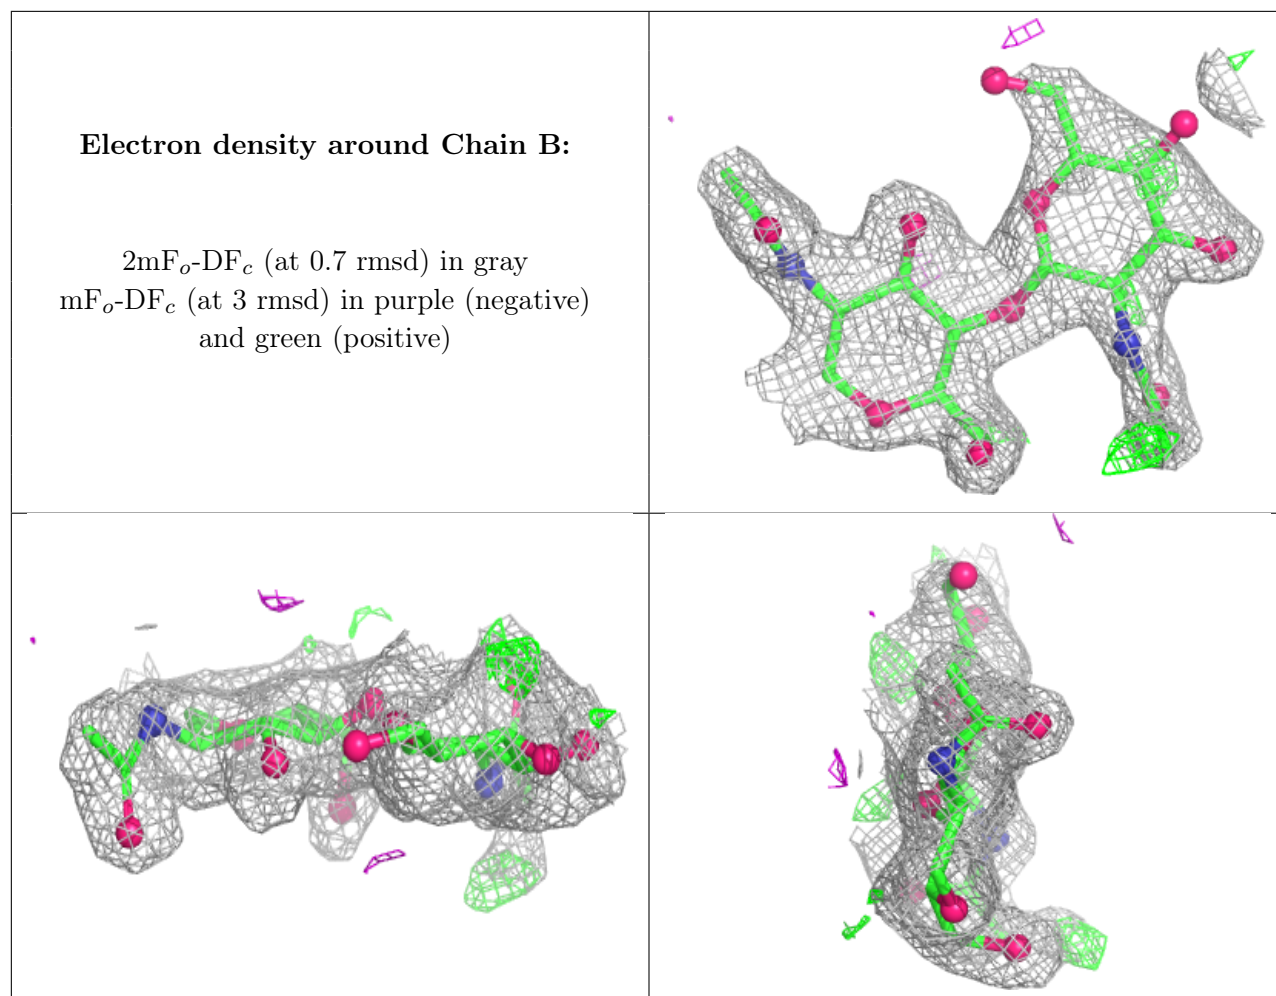 Electron density around Chain B:
2mFo-DFc (at 0.7 rmsd) in gray
mFo-DFc (at 3 rmsd) in purple (negative)
and green (positive)